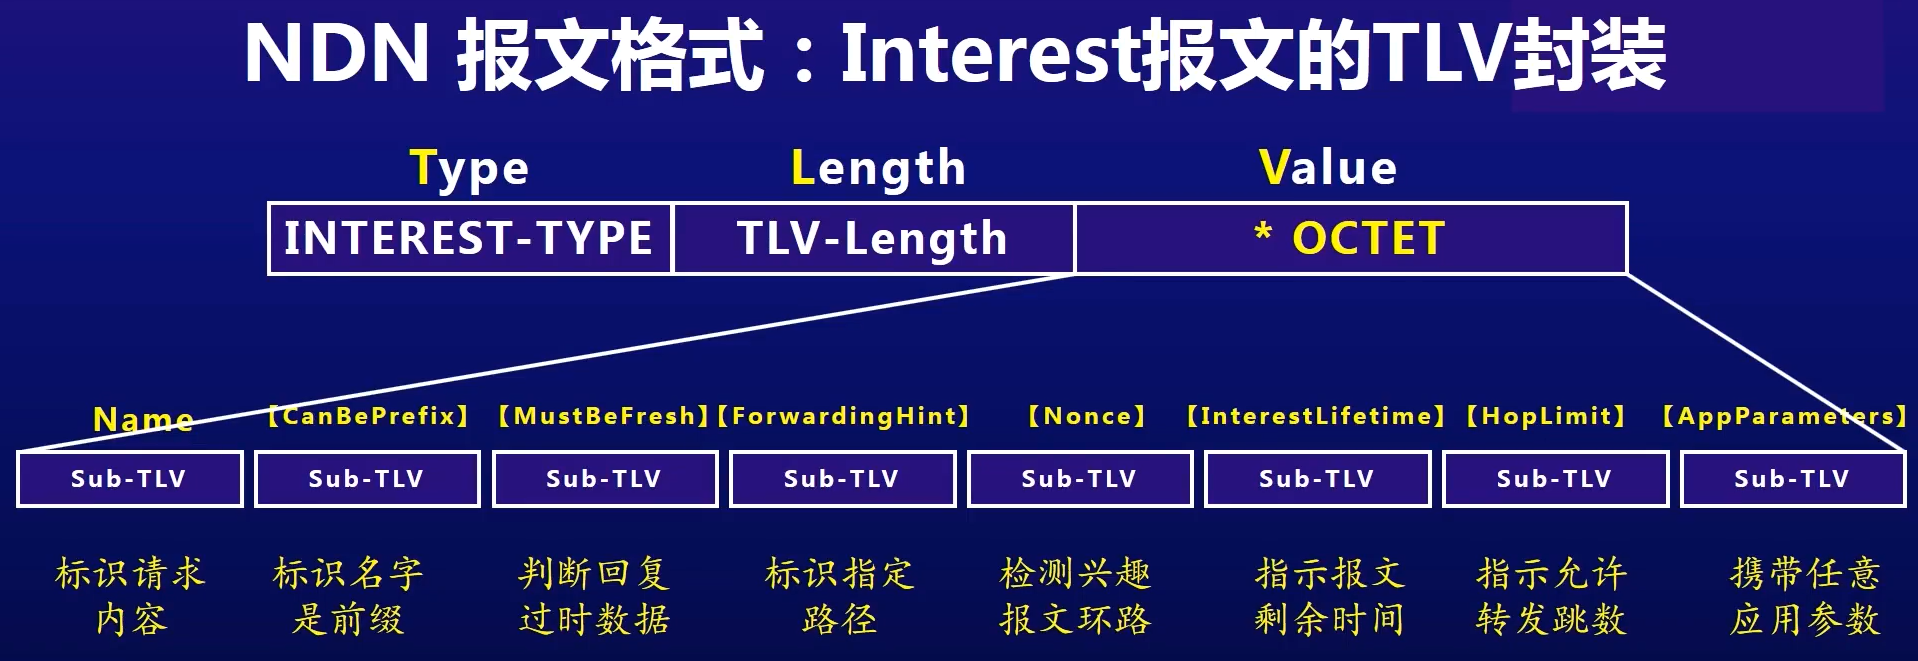 NDN 报文格式：Interest报文的TLV封装
Type Length Value
INTEREST-TYPE TLV-Length * OCTET
Name 【CanBePrefix】 【MustBeFresh】 【ForwardingHint】 【Nonce】 【InterestLifetime】 【HopLimit】 【AppParameters】
Sub-TLV Sub-TLV Sub-TLV Sub-TLV Sub-TLV Sub-TLV Sub-TLV Sub-TLV
标识请求 标识名字 判断回复 标识指定 检测兴趣 指示报文 指示允许 携带任意
内容 是前缀 过时数据 路径 报文环路 剩余时间 转发跳数 应用参数